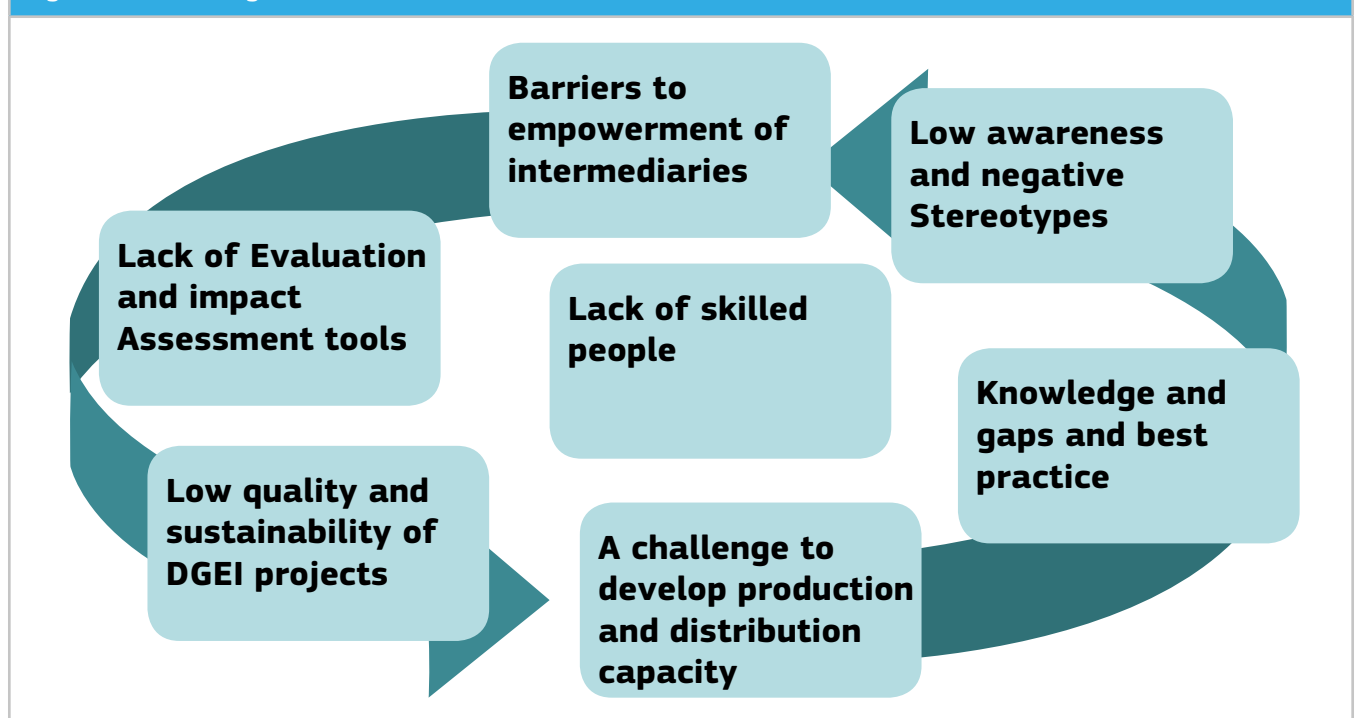 Barriers to
empowerment of
intermediaries
Low awareness
and negative
Stereotypes
Lack of Evaluation
and impact
Assessment tools
Lack of skilled
people
Knowledge and
gaps and best
practice
Low quality and
sustainability of
DGEI projects
A challenge to
develop production
and distribution
capacity